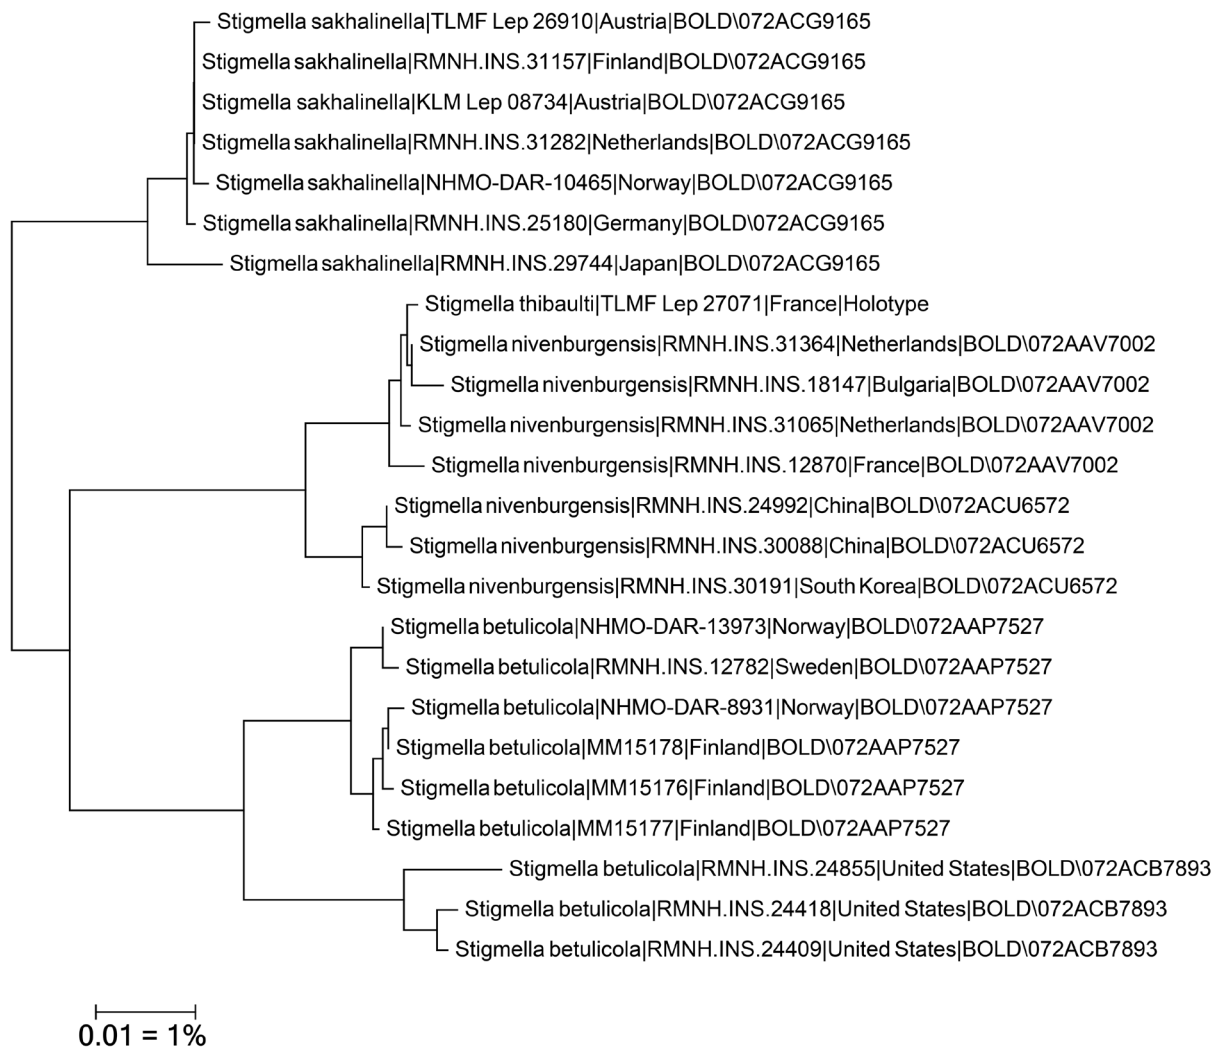 Stigmella sakhalinella|TLMF Lep 26910|Austria|BOLD\072ACG9165
Stigmella sakhalinella|RMNH.INS.31157|Finland|BOLD\072ACG9165
Stigmella sakhalinella|KLM Lep 08734|Austria|BOLD\072ACG9165
Stigmella sakhalinella|RMNH.INS.31282|Netherlands|BOLD\072ACG9165
Stigmella sakhalinella|NHMO-DAR-10465|Norway|BOLD\072ACG9165
Stigmella sakhalinella|RMNH.INS.25180|Germany|BOLD\072ACG9165
Stigmella sakhalinella|RMNH.INS.29744|Japan|BOLD\072ACG9165
Stigmella thibaulti|TLMF Lep 27071|France|Holotype
Stigmella nivenburgensis|RMNH.INS.31364|Netherlands|BOLD\072AAV7002
Stigmella nivenburgensis|RMNH.INS.18147|Bulgaria|BOLD\072AAV7002
Stigmella nivenburgensis|RMNH.INS.31065|Netherlands|BOLD\072AAV7002
Stigmella nivenburgensis|RMNH.INS.12870|France|BOLD\072AAV7002
Stigmella nivenburgensis|RMNH.INS.24992|China|BOLD\072ACU6572
Stigmella nivenburgensis|RMNH.INS.30088|China|BOLD\072ACU6572
Stigmella nivenburgensis|RMNH.INS.30191|South Korea|BOLD\072ACU6572
Stigmella betulicola|NHMO-DAR-13973|Norway|BOLD\072AAP7527
Stigmella betulicola|RMNH.INS.12782|Sweden|BOLD\072AAP7527
Stigmella betulicola|NHMO-DAR-8931|Norway|BOLD\072AAP7527
Stigmella betulicola|MM15178|Finland|BOLD\072AAP7527
Stigmella betulicola|MM15176|Finland|BOLD\072AAP7527
Stigmella betulicola|MM15177|Finland|BOLD\072AAP7527
Stigmella betulicola|RMNH.INS.24855|United States|BOLD\072ACB7893
Stigmella betulicola|RMNH.INS.24418|United States|BOLD\072ACB7893
Stigmella betulicola|RMNH.INS.24409|United States|BOLD\072ACB7893
0.01 = 1%